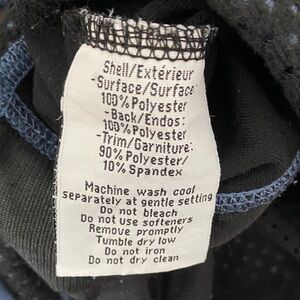 Shell/Extérieur
-Surface/Surface:
100% Polyester
-Back/Endos:
100% Polyester
-Trim/Garniture:
90% Polyester/
10% Spandex
Machine wash cool
separately at gentle setting
Do not bleach
Do not use softeners
Remove promptly
Tumble dry low
Do not iron
Do not dry clean